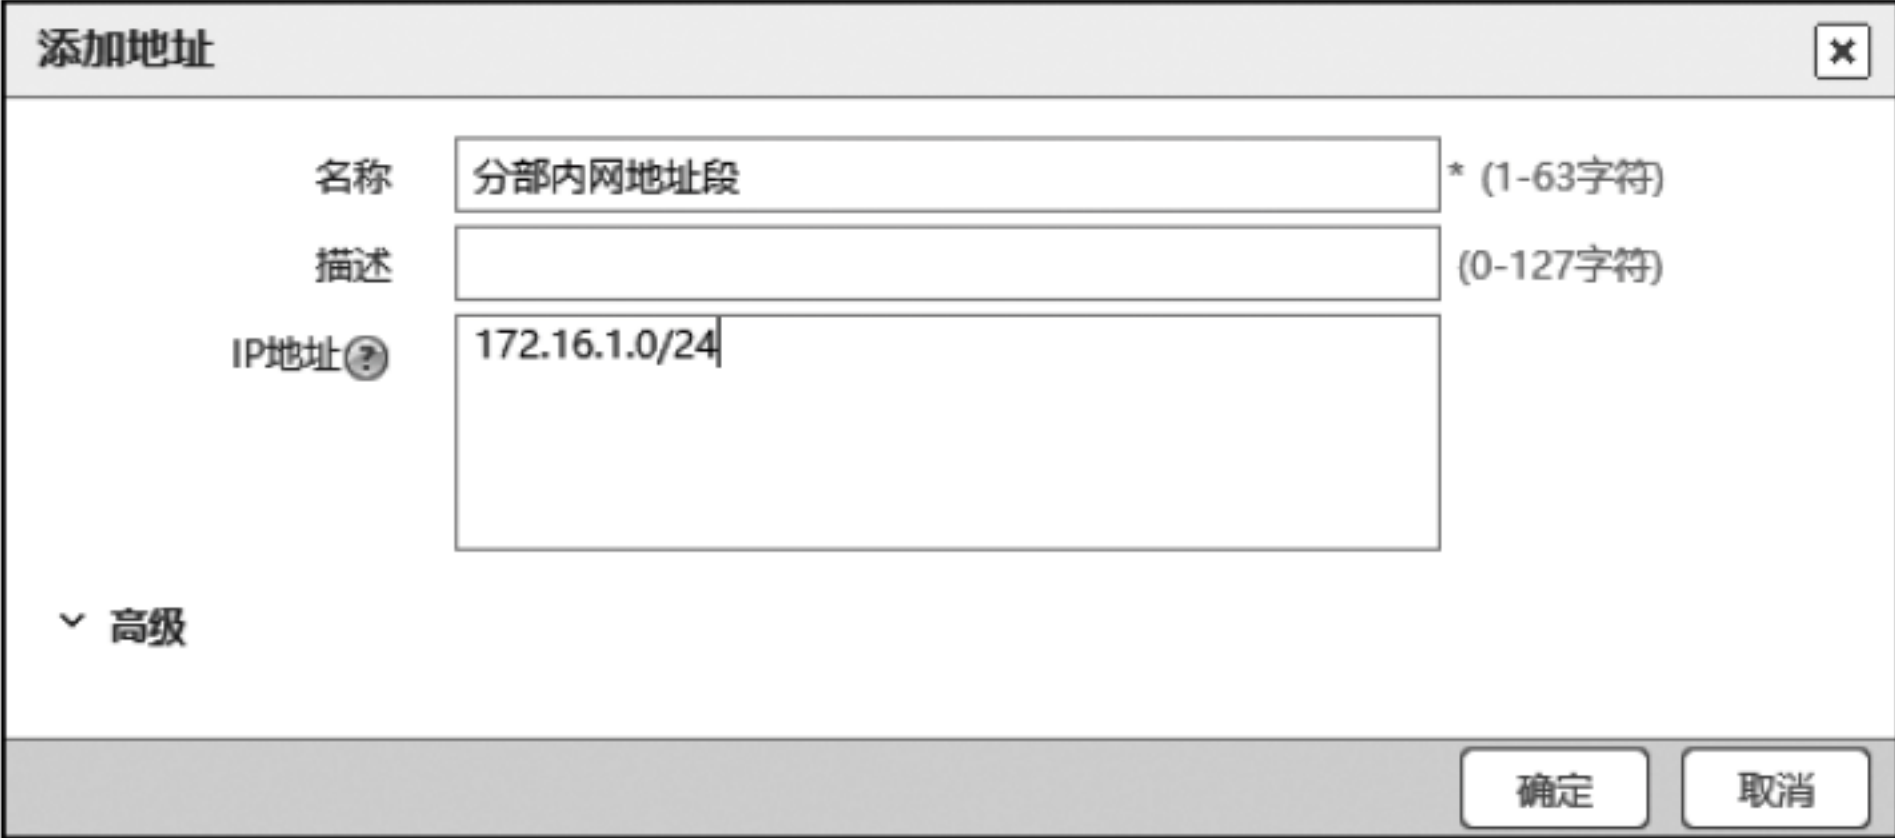 添加地址
名称 分部内网地址段 * (1-63字符)
描述 (0-127字符)
IP地址 172.16.1.0/24
高级
确定 取消